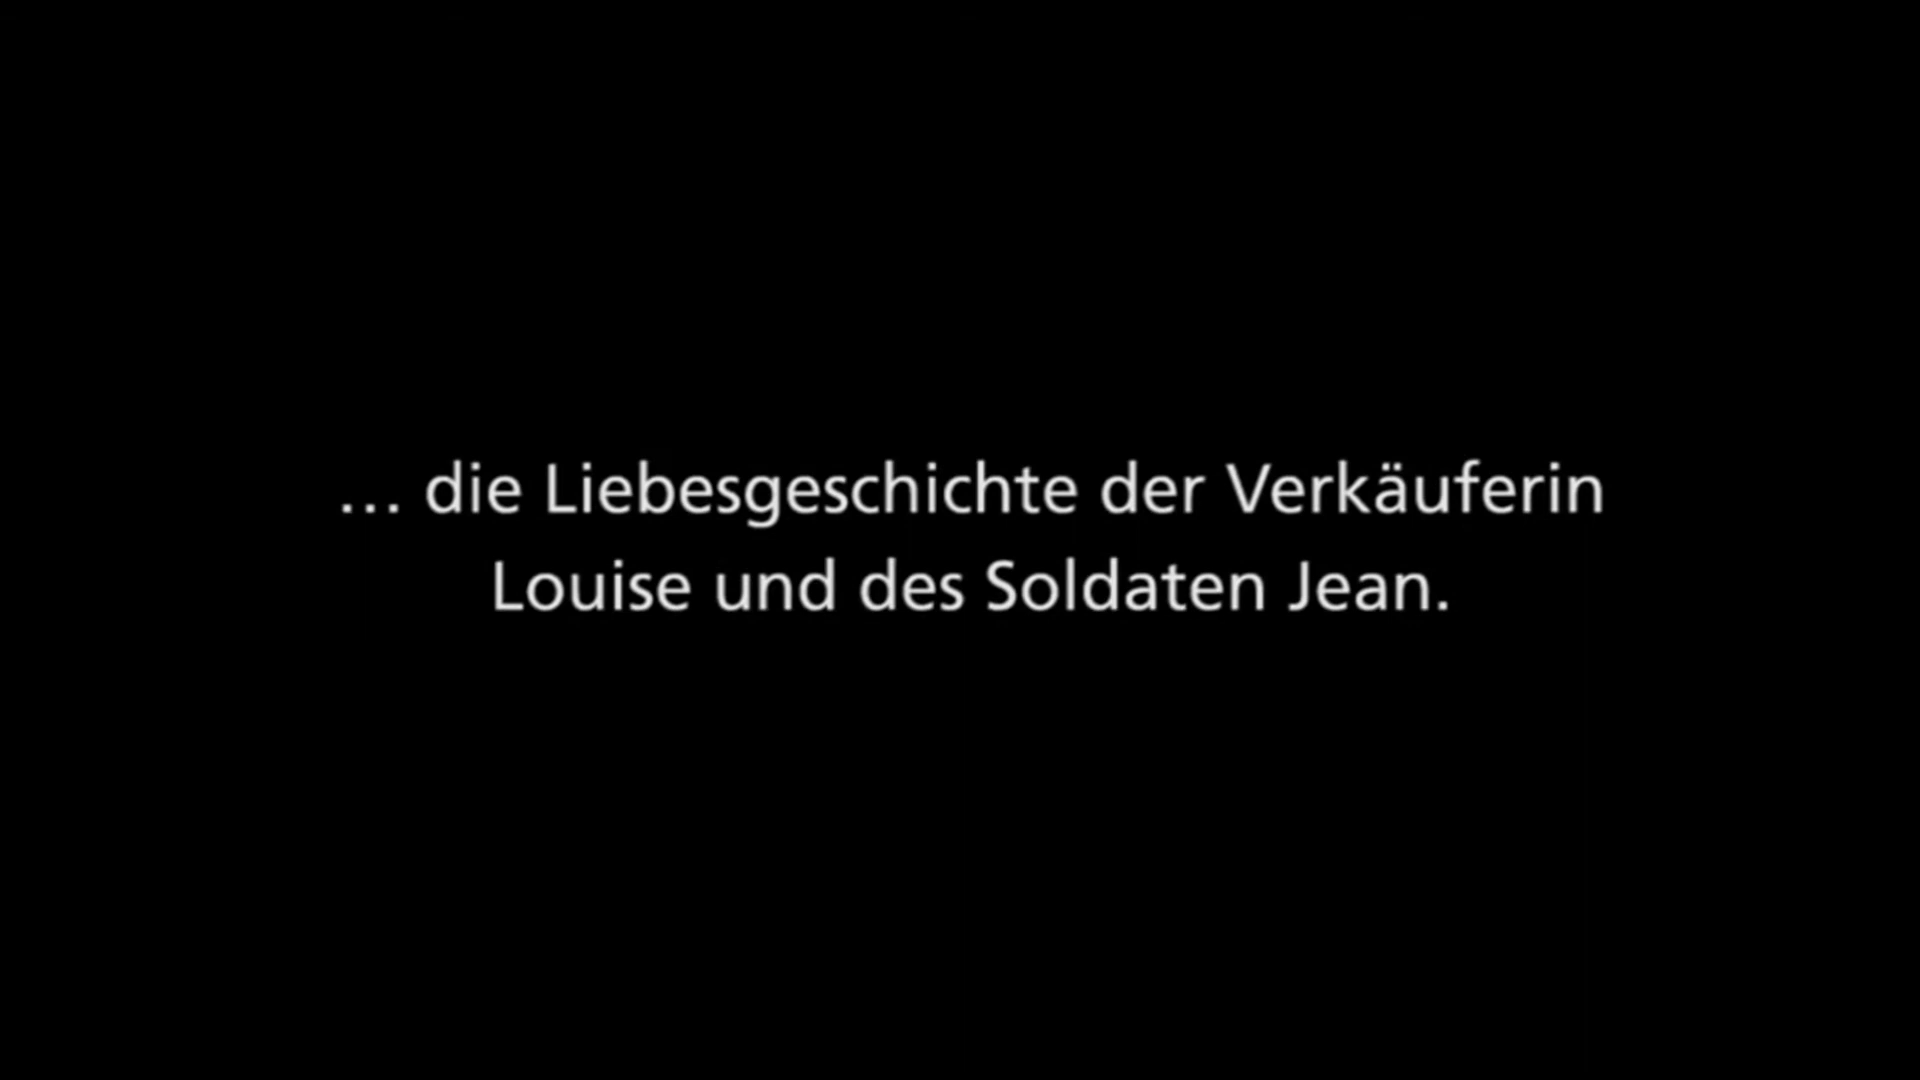 ... die Liebesgeschichte der Verkäuferin
Louise und des Soldaten Jean.